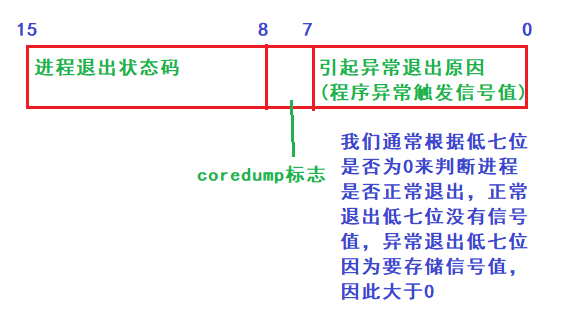 15 8 7 0
进程退出状态码
引起异常退出原因
(程序异常触发信号值)
coredump标志
我们通常根据低七位
是否为0来判断进程
是否正常退出，正常
退出低七位没有信号
值，异常退出低七位
因为要存储信号值，
因此大于0